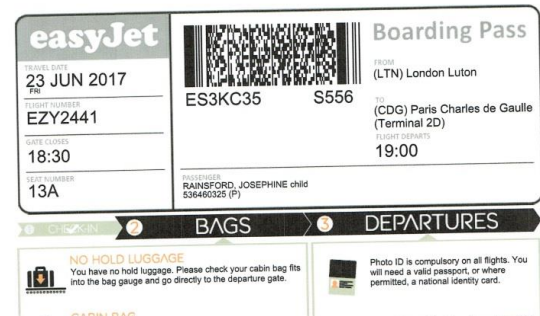 easyJet
Boarding Pass
TRAVEL DATE
23 JUN 2017
FRI
FLIGHT NUMBER
EZY2441
GATE CLOSES
18:30
SEAT NUMBER
13A
ES3KC35 S556
FROM
(LTN) London Luton
TO
(CDG) Paris Charles de Gaulle
(Terminal 2D)
FLIGHT DEPARTS
19:00
PASSENGER
RAINSFORD, JOSEPHINE child
536460325 (P)
1 CHECK-IN 2 BAGS 3 DEPARTURES
NO HOLD LUGGAGE
You have no hold luggage. Please check your cabin bag fits
into the bag gauge and go directly to the departure gate.
Photo ID is compulsory on all flights. You
will need a valid passport, or where
permitted, a national identity card.
CABIN BAG